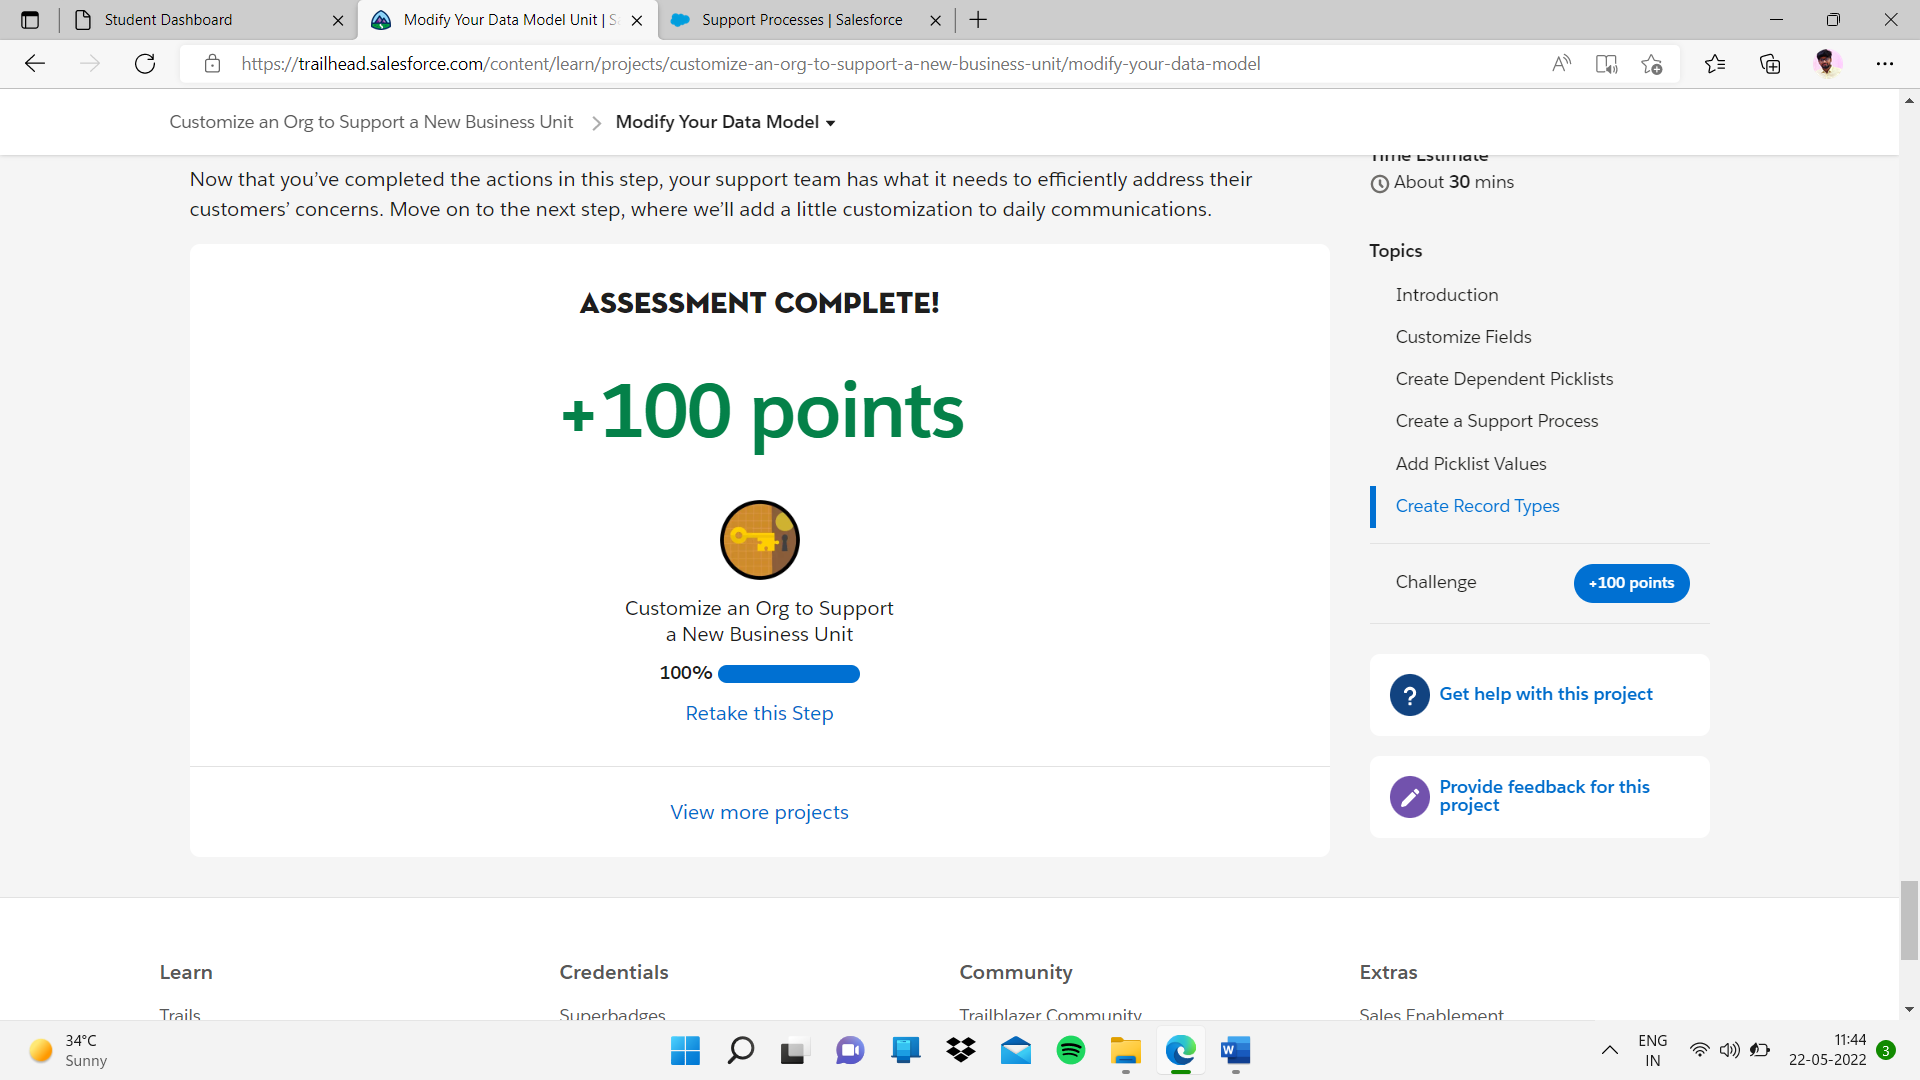 Student Dashboard
Modify Your Data Model Unit | S
Support Processes | Salesforce
https://trailhead.salesforce.com/content/learn/projects/customize-an-org-to-support-a-new-business-unit/modify-your-data-model
Customize an Org to Support a New Business Unit
Modify Your Data Model
Now that you’ve completed the actions in this step, your support team has what it needs to efficiently address their
customers’ concerns. Move on to the next step, where we’ll add a little customization to daily communications.
ASSESSMENT COMPLETE!
+100 points
Customize an Org to Support
a New Business Unit
100%
Retake this Step
View more projects
Time Estimate
About 30 mins
Topics
Introduction
Customize Fields
Create Dependent Picklists
Create a Support Process
Add Picklist Values
Create Record Types
Challenge
+100 points
? Get help with this project
Provide feedback for this
project
Learn
Credentials
Community
Extras
Trails
Superbadges
Trailblazer Community
Sales Enablement
34°C
Sunny
W
ENG
IN
11:44
22-05-2022
3